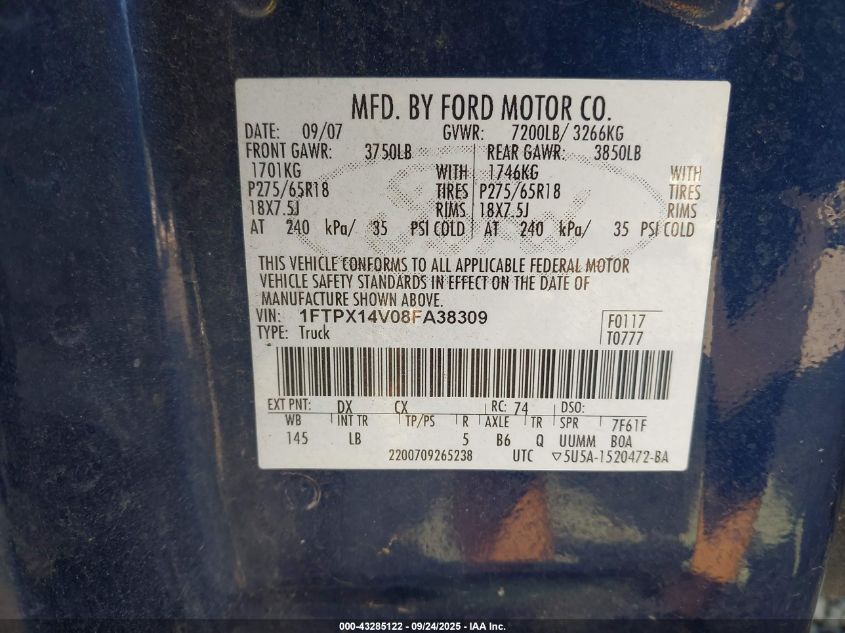 MFD. BY FORD MOTOR CO.
DATE: 09/07 GVWR: 7200LB/ 3266KG
FRONT GAWR: 3750LB REAR GAWR: 3850LB
1701KG WITH 1746KG WITH
P275/65R18 TIRES P275/65R18 TIRES
18X7.5J RIMS 18X7.5J RIMS
AT 240 kPa/ 35 PSI COLD AT 240 kPa/ 35 PSI COLD
THIS VEHICLE CONFORMS TO ALL APPLICABLE FEDERAL MOTOR
VEHICLE SAFETY STANDARDS IN EFFECT ON THE DATE OF
MANUFACTURE SHOWN ABOVE.
VIN: 1FTPX14V08FA38309 F0117
TYPE: Truck T0777
EXT PNT: DX CX RC: 74 DSO:
WB INT TR TP/PS R AXLE TR SPR 7F61F
145 LB 5 B6 Q UUMM BOA
2200709265238 UTC ▽5U5A-1520472-BA
000-43285122 - 09/24/2025 - IAA Inc.